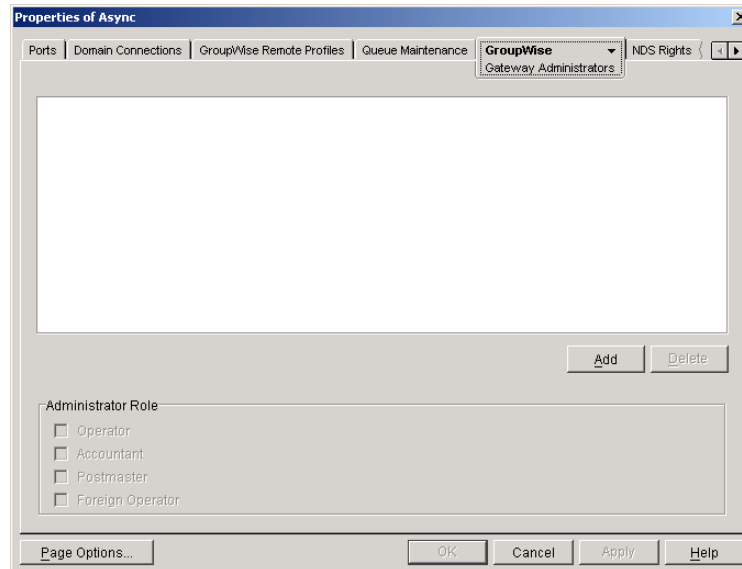 Properties of Async
Ports Domain Connections GroupWise Remote Profiles Queue Maintenance GroupWise NDS Rights
Gateway Administrators
Add Delete
Administrator Role
Operator
Accountant
Postmaster
Foreign Operator
Page Options... OK Cancel Apply Help